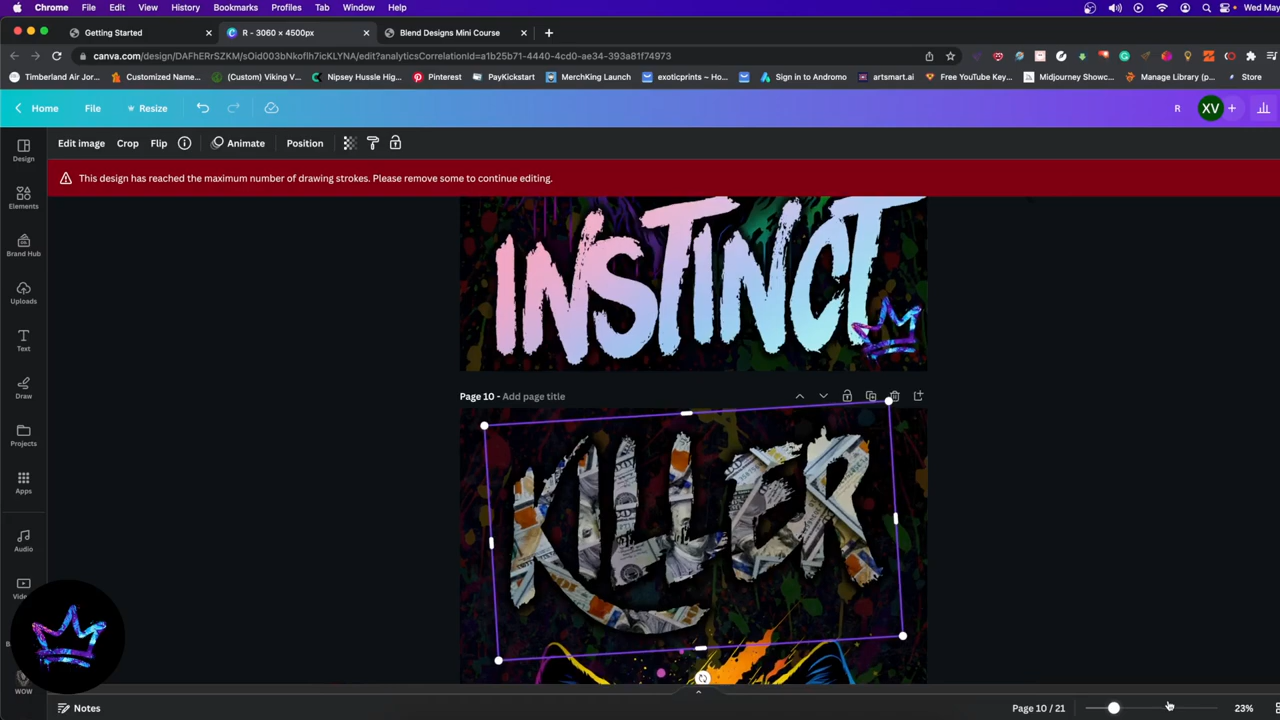 Chrome File Edit View History Bookmarks Profiles Tab Window Help Wed May
Getting Started R - 3060 × 4500px Blend Designs Mini Course
canva.com/design/DAFhERrSZKM/sOid003bNkoflh7icKLYNA/edit?analyticsCorrelationId=a1b25b71-4440-4cd0-ae34-393a81f74973
Timberland Air Jor... Customized Name... (Custom) Viking V... Nipsey Hussle Hig... Pinterest PayKickstart MerchKing Launch exoticprints – Ho... Sign in to Andromo artsmart.ai Free YouTube Key... Midjourney Showc... Manage Library (p... Store
Home File Resize R XV
Edit image Crop Flip Animate Position
Design
This design has reached the maximum number of drawing strokes. Please remove some to continue editing.
Elements
Brand Hub
Uploads
Text
Draw
Projects
Apps
Audio
WOW
INSTINCT
Page 10 - Add page title
KILLER
Notes Page 10 / 21 23%